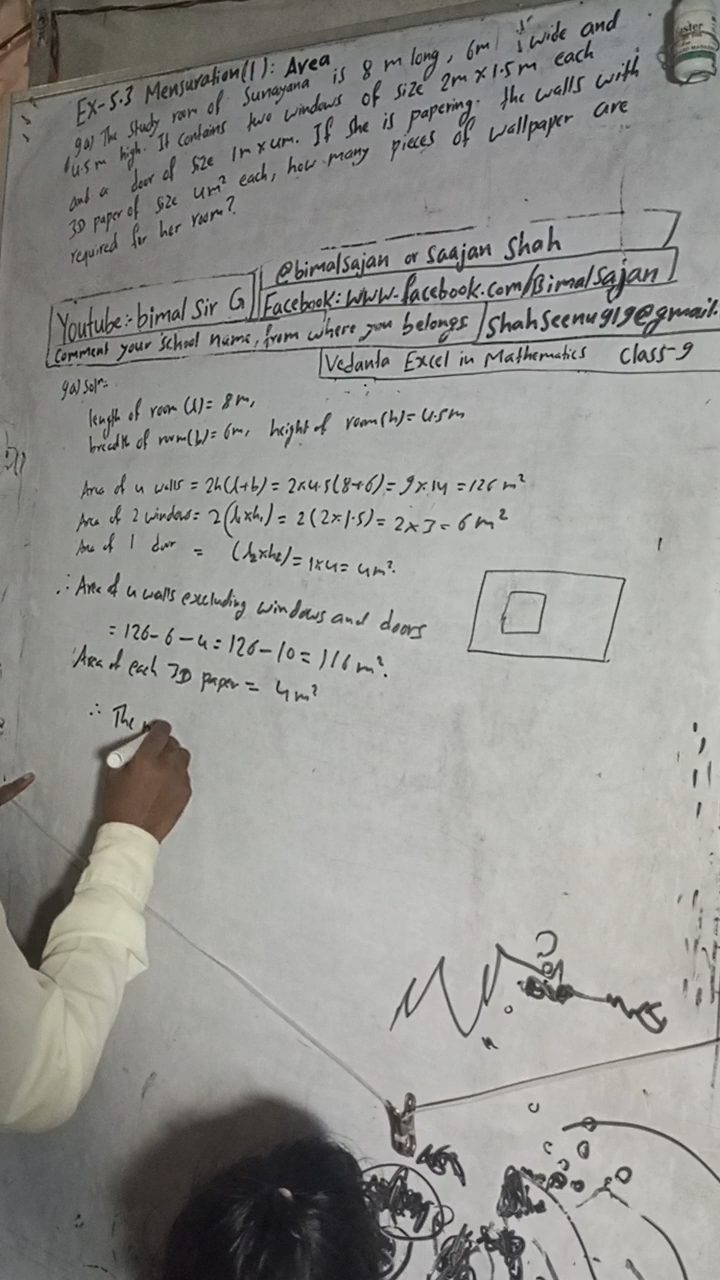 Ex-5.3 Mensuration(I): Area
9a) The study room of Sunayana is 8 m long, 6m wide and
4.5m high. It contains two windows of size 2m×1.5m each
and a door of size 1m×4m. If she is papering the walls with
3D paper of size 4m² each, how many pieces of wallpaper are
required for her room?
@bimalsajan or Saajan Shah
Youtube:- bimal Sir G
Facebook: www.facebook.com/Bimalsajan
Comment your School name, from where you belongs
Shahseenu919@gmail.
Vedanta Excel in Mathematics Class-9
9a) Solⁿ:
length of room (l) = 8m,
breadth of room (b) = 6m, height of room (h) = 4.5m
Area of 4 walls = 2h(l+b) = 2×4.5(8+6) = 9×14 = 126 m²
Area of 2 windows = 2(l₁×h₁) = 2(2×1.5) = 2×3 = 6m²
Area of 1 door = (l₂×h₂) = 1×4 = 4m².
∴ Area of 4 walls excluding windows and doors
= 126-6-4 = 126-10 = 116m².
Area of each 3D paper = 4m²
∴ The